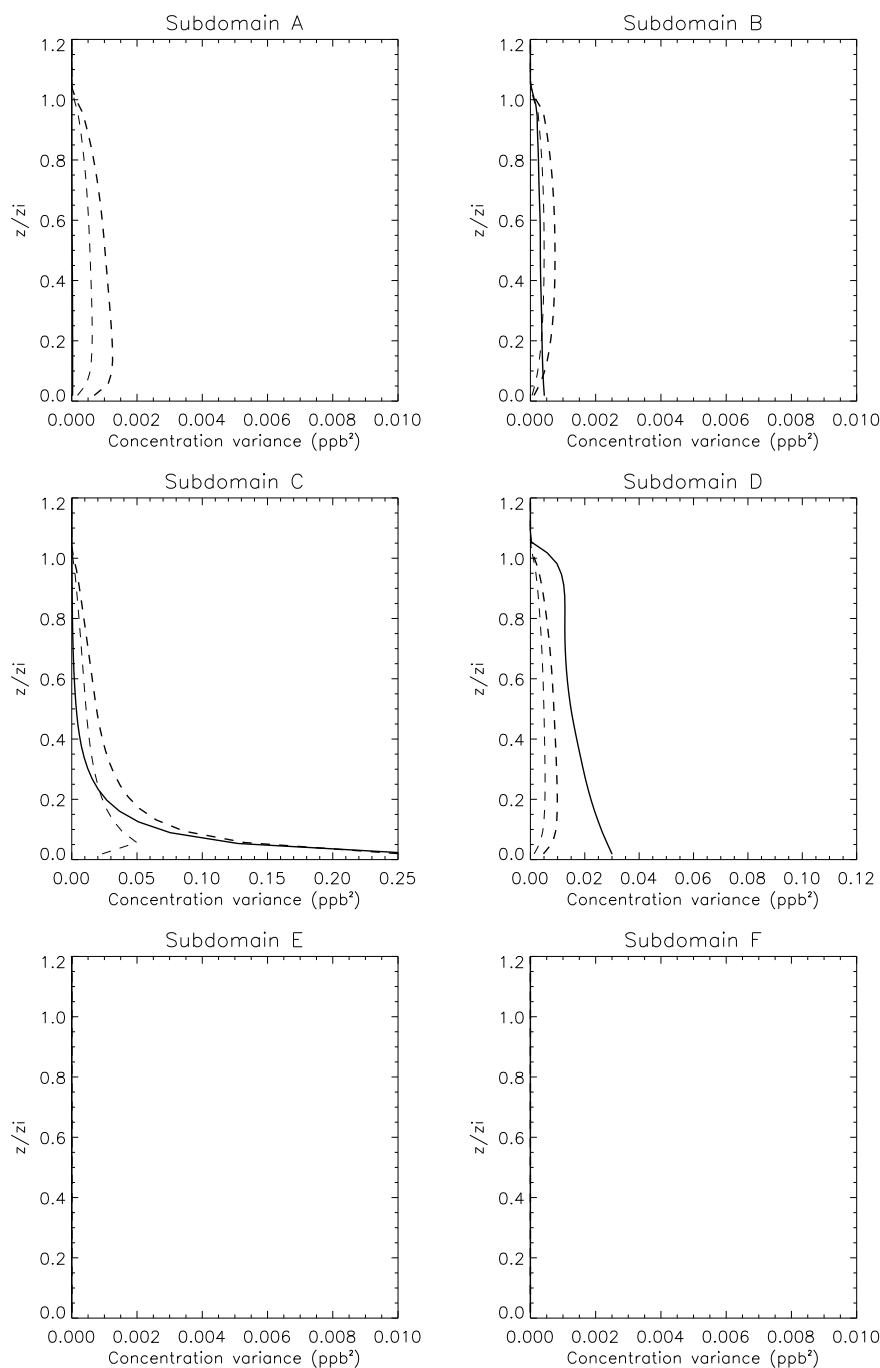 Subdomain A
1.2
1.0
0.8
0.6
0.4
0.2
0.0
z/zi
0.000 0.002 0.004 0.006 0.008 0.010
Concentration variance (ppb²)
Subdomain B
1.2
1.0
0.8
0.6
0.4
0.2
0.0
z/zi
0.000 0.002 0.004 0.006 0.008 0.010
Concentration variance (ppb²)
Subdomain C
1.2
1.0
0.8
0.6
0.4
0.2
0.0
z/zi
0.00 0.05 0.10 0.15 0.20 0.25
Concentration variance (ppb²)
Subdomain D
1.2
1.0
0.8
0.6
0.4
0.2
0.0
z/zi
0.00 0.02 0.04 0.06 0.08 0.10 0.12
Concentration variance (ppb²)
Subdomain E
1.2
1.0
0.8
0.6
0.4
0.2
0.0
z/zi
0.000 0.002 0.004 0.006 0.008 0.010
Concentration variance (ppb²)
Subdomain F
1.2
1.0
0.8
0.6
0.4
0.2
0.0
z/zi
0.000 0.002 0.004 0.006 0.008 0.010
Concentration variance (ppb²)